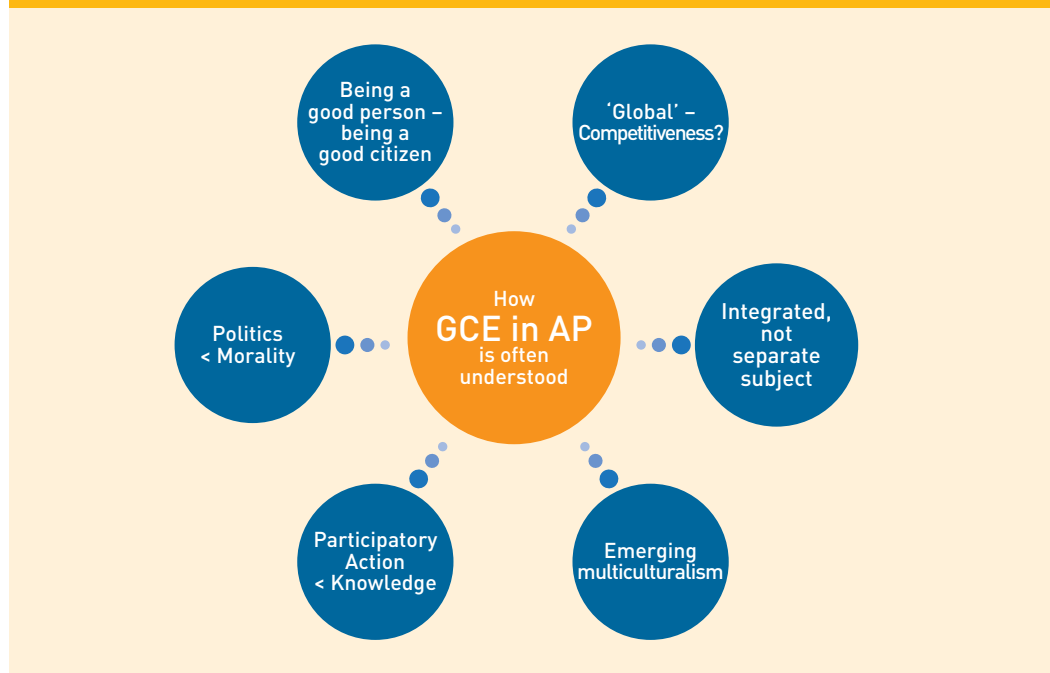 Being a
good person –
being a
good citizen
‘Global’ –
Competitiveness?
How
GCE in AP
is often
understood
Politics
< Morality
Integrated,
not
separate
subject
Participatory
Action
< Knowledge
Emerging
multiculturalism